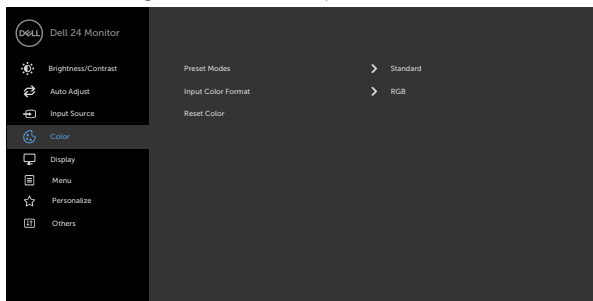 DELL Dell 24 Monitor
Brightness/Contrast Preset Modes Standard
Auto Adjust Input Color Format RGB
Input Source Reset Color
Color
Display
Menu
Personalize
Others